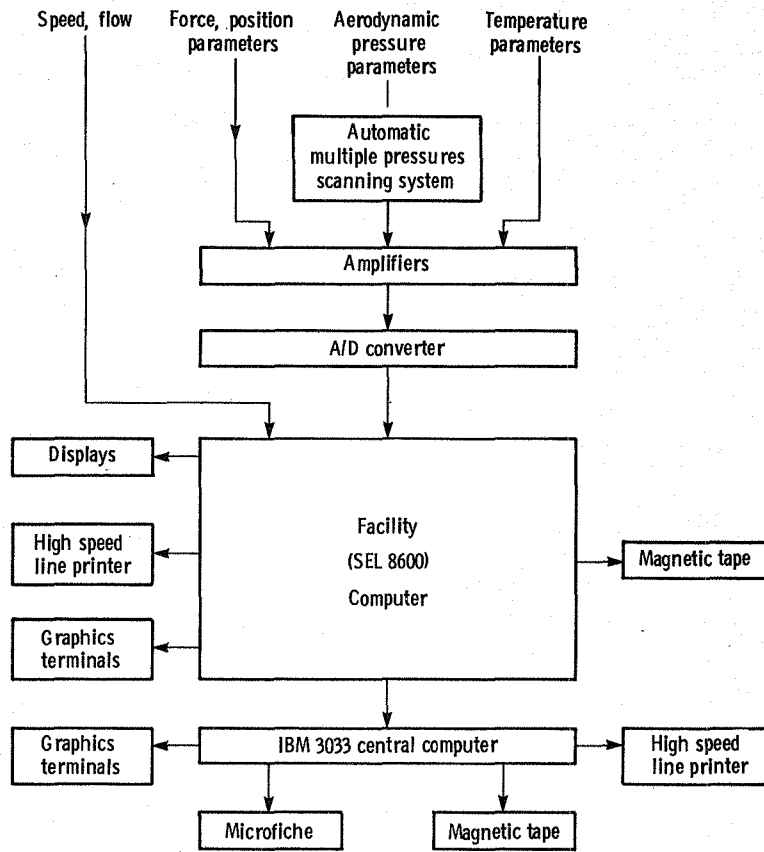 Speed, flow
Force, position
parameters
Aerodynamic
pressure
parameters
Temperature
parameters
Automatic
multiple pressures
scanning system
Amplifiers
A/D converter
Displays
High speed
line printer
Graphics
terminals
Facility
(SEL 8600)
Computer
Magnetic tape
Graphics
terminals
IBM 3033 central computer
High speed
line printer
Microfiche
Magnetic tape